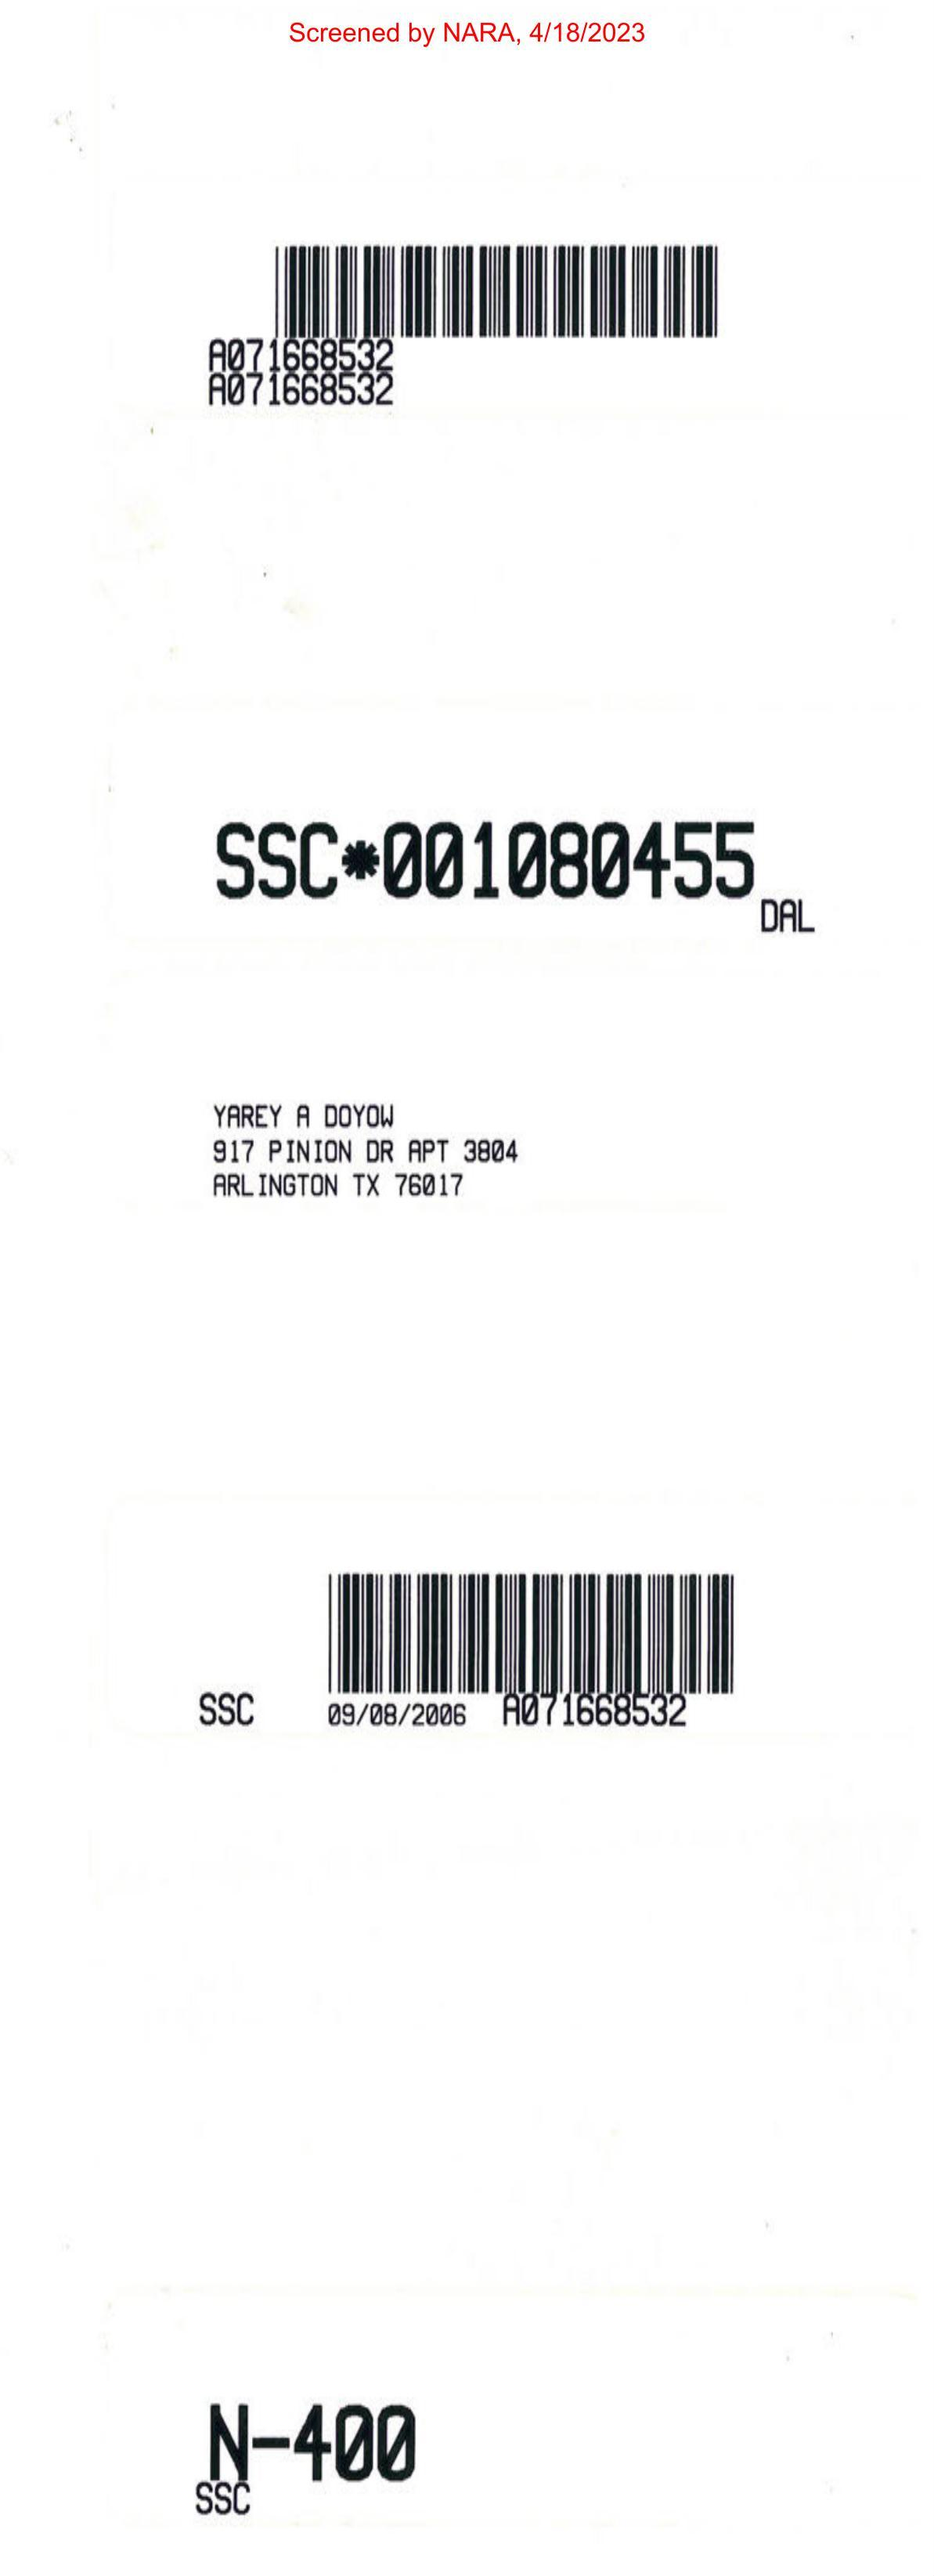 Screened by NARA, 4/18/2023
A071668532
A071668532
SSC*001080455
DAL
YAREY A DOYOW
917 PINION DR APT 3804
ARLINGTON TX 76017
SSC 09/08/2006 A071668532
N-400
SSC